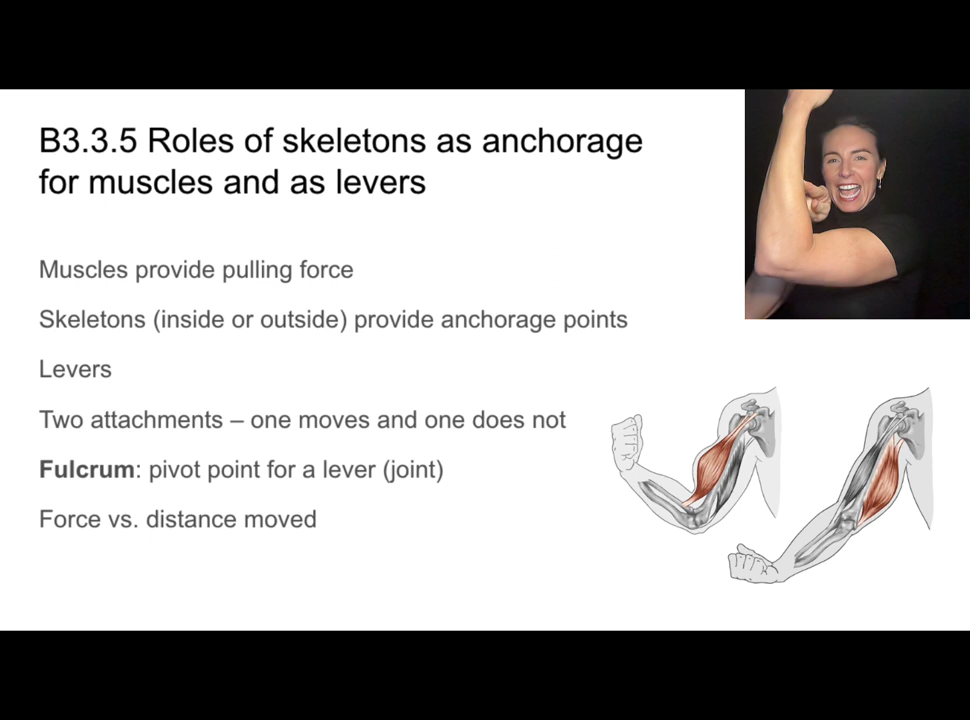 B3.3.5 Roles of skeletons as anchorage
for muscles and as levers
Muscles provide pulling force
Skeletons (inside or outside) provide anchorage points
Levers
Two attachments – one moves and one does not
Fulcrum: pivot point for a lever (joint)
Force vs. distance moved